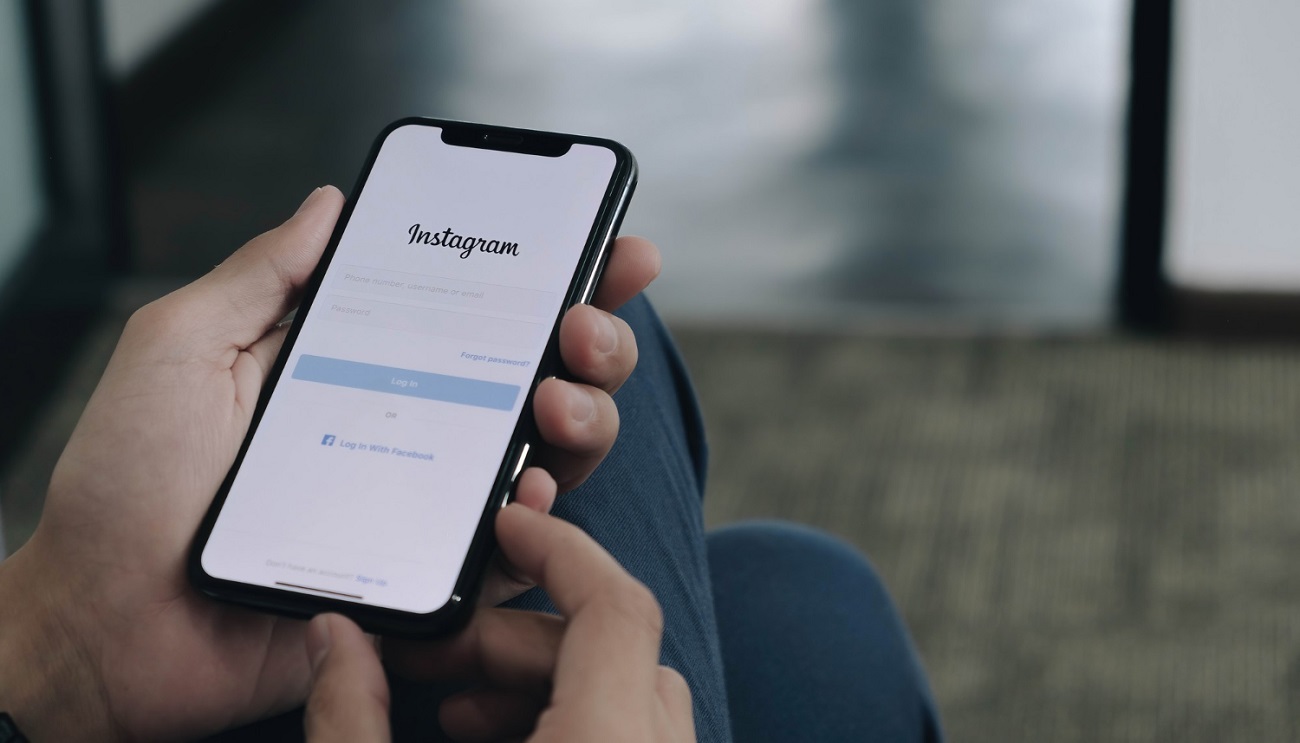 Instagram
Phone number, username or email
Password
Forgot password?
Log In
OR
f Log In With Facebook
Don't have an account? Sign Up.